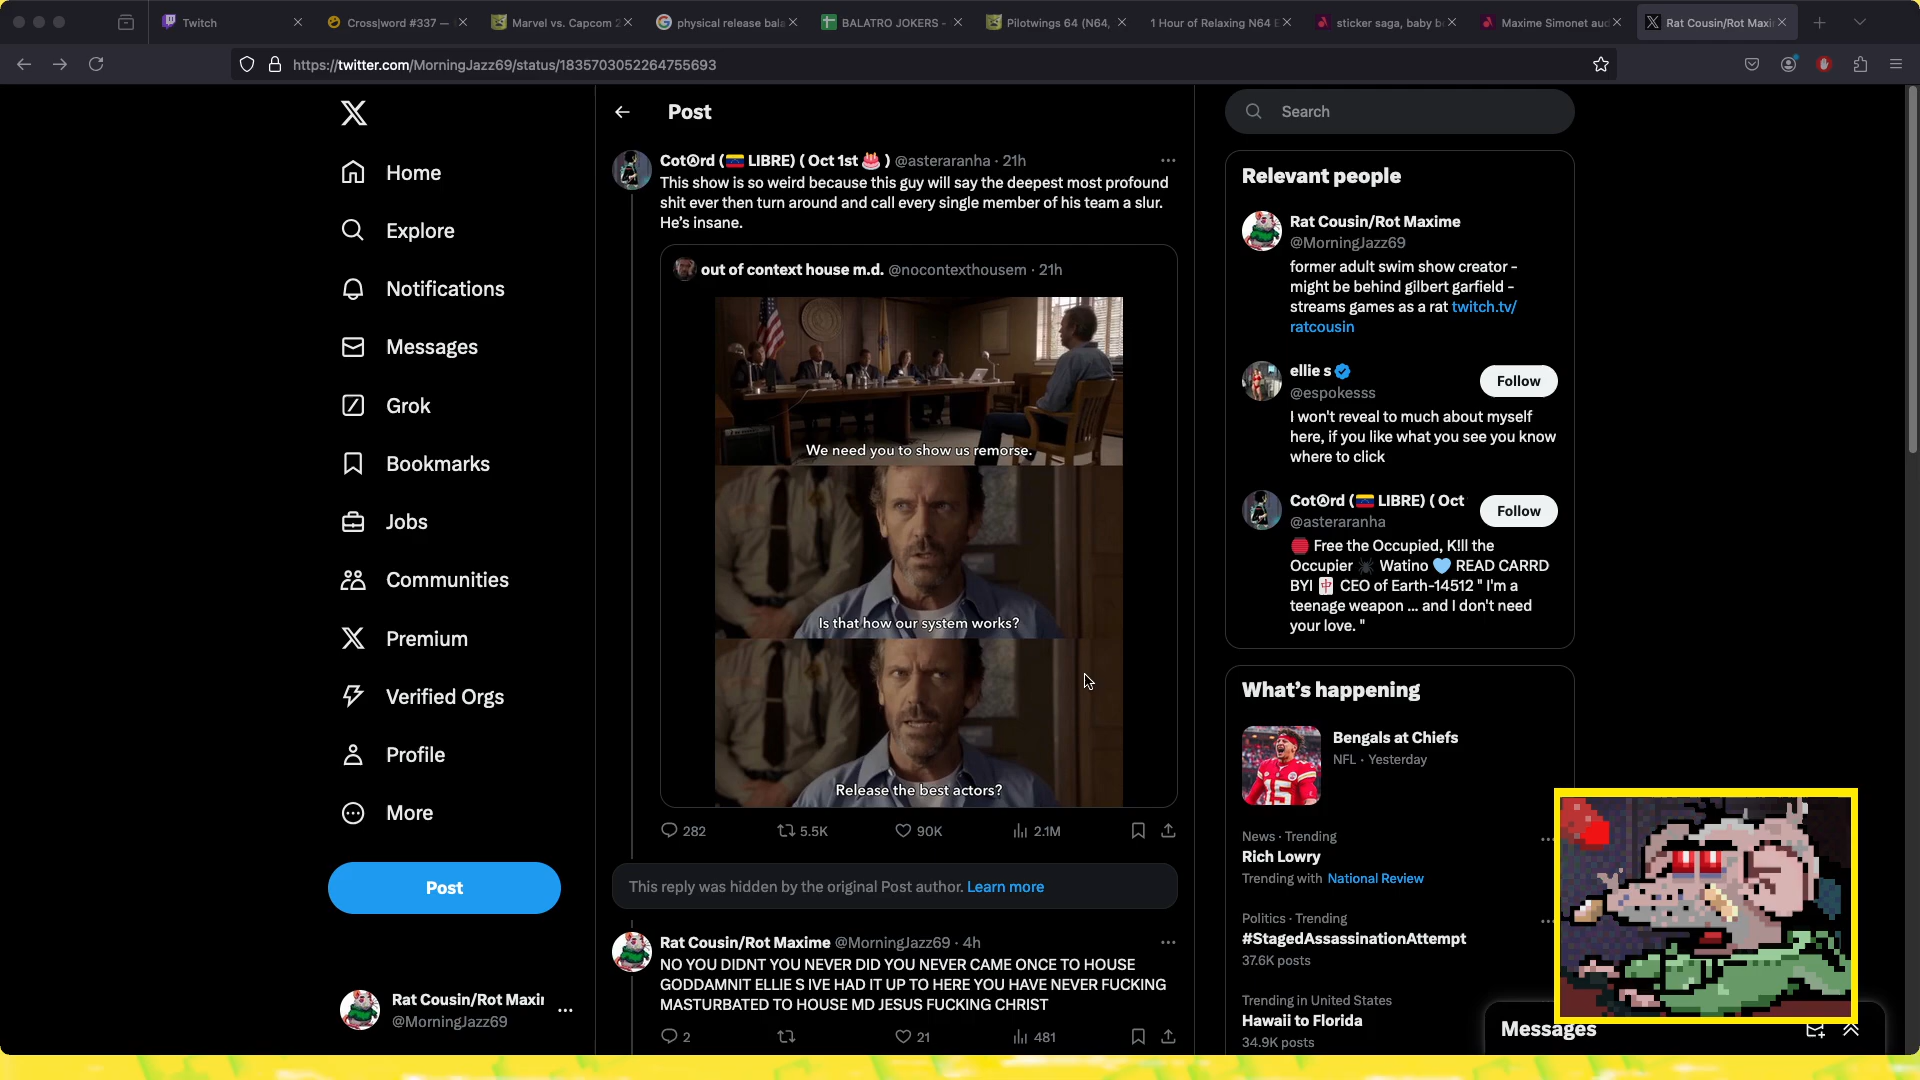 Twitch
Cross|word #337 —
Marvel vs. Capcom 2
physical release bala
BALATRO JOKERS -
Pilotwings 64 (N64,
1 Hour of Relaxing N64 E
sticker saga, baby b
Maxime Simonet aud
Rat Cousin/Rot Maxi
https://twitter.com/MorningJazz69/status/1835703052264755693
Home
Explore
Notifications
Messages
Grok
Bookmarks
Jobs
Communities
Premium
Verified Orgs
Profile
More
Post
Rat Cousin/Rot Maxir
@MorningJazz69
Post
CotⒶrd (🇻🇪 LIBRE) ( Oct 1st 🎂 ) @asteraranha · 21h
This show is so weird because this guy will say the deepest most profound
shit ever then turn around and call every single member of his team a slur.
He's insane.
out of context house m.d. @nocontexthousem · 21h
We need you to show us remorse.
Is that how our system works?
Release the best actors?
282 5.5K 90K 2.1M
This reply was hidden by the original Post author. Learn more
Rat Cousin/Rot Maxime @MorningJazz69 · 4h
NO YOU DIDNT YOU NEVER DID YOU NEVER CAME ONCE TO HOUSE
GODDAMNIT ELLIE S IVE HAD IT UP TO HERE YOU HAVE NEVER FUCKING
MASTURBATED TO HOUSE MD JESUS FUCKING CHRIST
2 21 481
Search
Relevant people
Rat Cousin/Rot Maxime
@MorningJazz69
former adult swim show creator -
might be behind gilbert garfield -
streams games as a rat twitch.tv/
ratcousin
ellie s
@espokesss
Follow
I won't reveal to much about myself
here, if you like what you see you know
where to click
CotⒶrd (🇻🇪 LIBRE) ( Oct
@asteraranha
Follow
🛑 Free the Occupied, K!ll the
Occupier 🕷 Watino 🩵 READ CARRD
BYI 🀄 CEO of Earth-14512 " I'm a
teenage weapon ... and I don't need
your love. "
What's happening
Bengals at Chiefs
NFL · Yesterday
15
News · Trending
Rich Lowry
Trending with National Review
Politics · Trending
#StagedAssassinationAttempt
37.6K posts
Trending in United States
Hawaii to Florida
34.9K posts
Messages